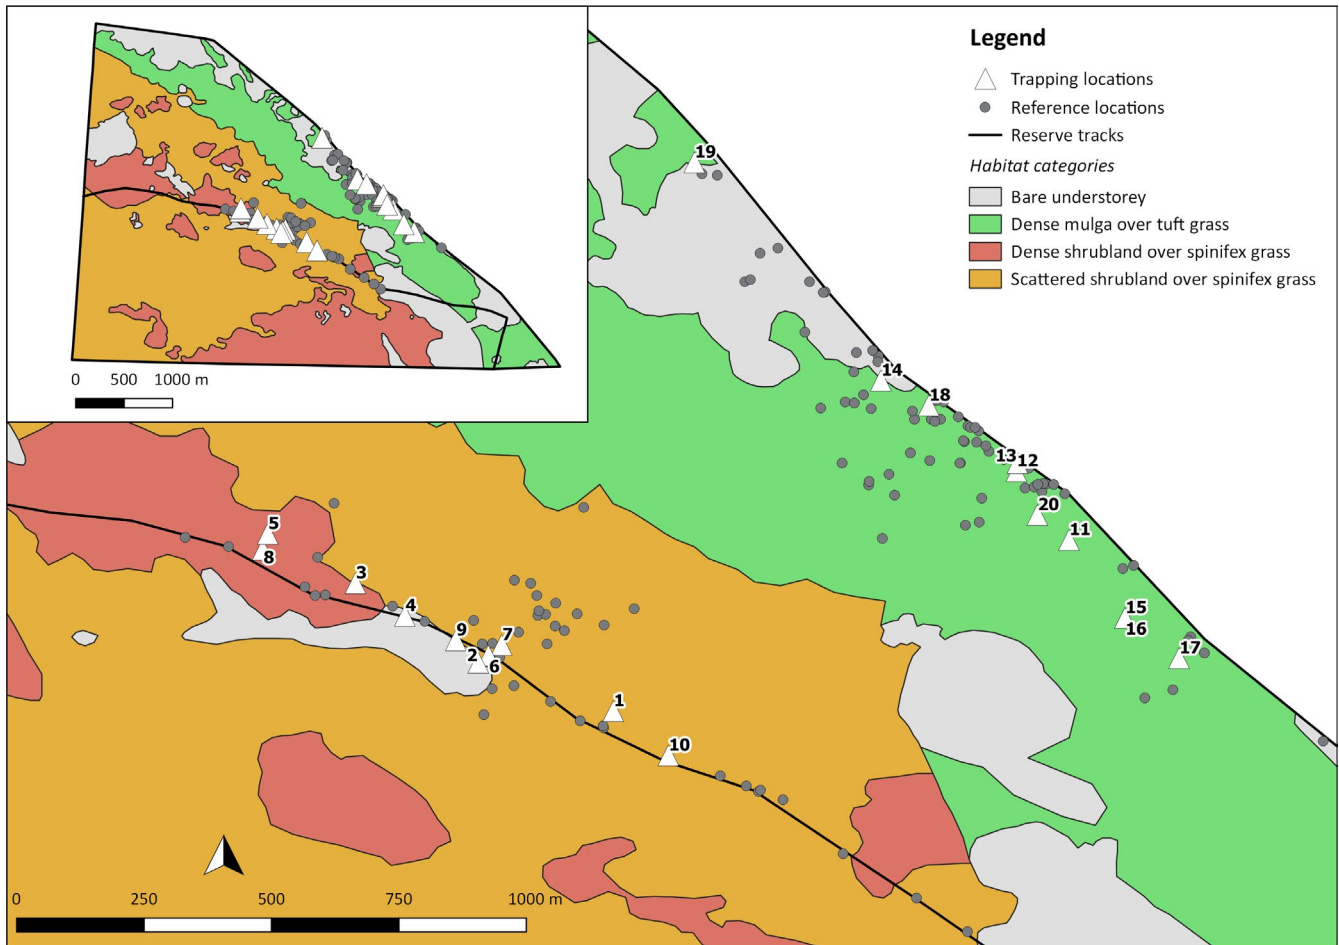 Legend
Trapping locations
Reference locations
Reserve tracks
Habitat categories
Bare understorey
Dense mulga over tuft grass
Dense shrubland over spinifex grass
Scattered shrubland over spinifex grass
0 500 1000 m
19
14
18
13 12
20
11
15
16
17
5
8
3
4
9
7
2
6
1
10
0 250 500 750 1000 m